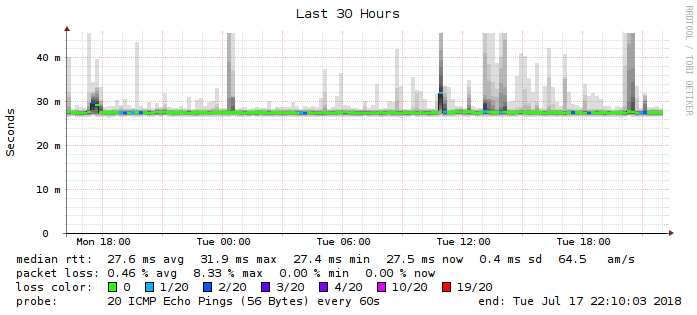 Last 30 Hours
RRDTOOL / TOBI OETIKER
Seconds
40 m
30 m
20 m
10 m
0
Mon 18:00 Tue 00:00 Tue 06:00 Tue 12:00 Tue 18:00
median rtt: 27.6 ms avg 31.9 ms max 27.4 ms min 27.5 ms now 0.4 ms sd 64.5 am/s
packet loss: 0.46 % avg 8.33 % max 0.00 % min 0.00 % now
loss color: 0 1/20 2/20 3/20 4/20 10/20 19/20
probe: 20 ICMP Echo Pings (56 Bytes) every 60s end: Tue Jul 17 22:10:03 2018